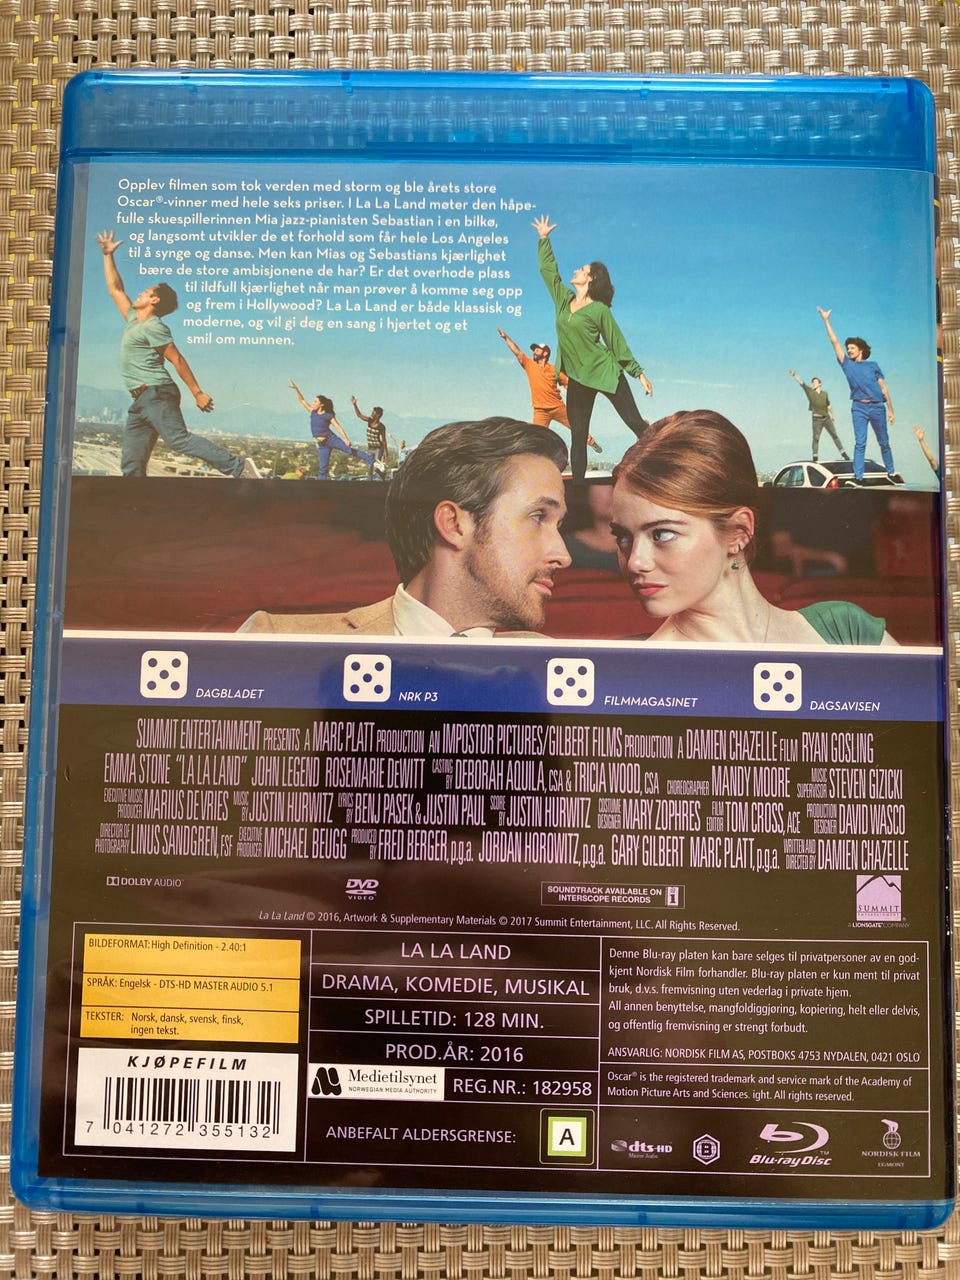 Opplev filmen som tok verden med storm og ble årets store
Oscar®-vinner med hele seks priser. I La La Land møter den håpe-
fulle skuespillerinnen Mia jazz-pianisten Sebastian i en bilkø,
og langsomt utvikler de et forhold som får hele Los Angeles
til å synge og danse. Men kan Mias og Sebastians kjærlighet
bære de store ambisjonene de har? Er det overhode plass
til ildfull kjærlighet når man prøver å komme seg opp
og frem i Hollywood? La La Land er både klassisk og
moderne, og vil gi deg en sang i hjertet og et
smil om munnen.
DAGBLADET NRK P3 FILMMAGASINET DAGSAVISEN
SUMMIT ENTERTAINMENT PRESENTS A MARC PLATT PRODUCTION AN IMPOSTOR PICTURES/GILBERT FILMS PRODUCTION A DAMIEN CHAZELLE FILM RYAN GOSLING
EMMA STONE "LA LA LAND" JOHN LEGEND ROSEMARIE DEWITT CASTING BY DEBORAH AQUILA, CSA & TRICIA WOOD, CSA CHOREOGRAPHER MANDY MOORE MUSIC SUPERVISOR STEVEN GIZICKI
EXECUTIVE MUSIC PRODUCER MARIUS DE VRIES MUSIC BY JUSTIN HURWITZ LYRICS BY BENJ PASEK & JUSTIN PAUL SCORE BY JUSTIN HURWITZ COSTUME DESIGNER MARY ZOPHRES FILM EDITOR TOM CROSS, ACE PRODUCTION DESIGNER DAVID WASCO
DIRECTOR OF PHOTOGRAPHY LINUS SANDGREN, FSF EXECUTIVE PRODUCER MICHAEL BEUGG PRODUCED BY FRED BERGER, p.g.a. JORDAN HOROWITZ, p.g.a. GARY GILBERT MARC PLATT, p.g.a. WRITTEN AND DIRECTED BY DAMIEN CHAZELLE
DOLBY AUDIO™
DVD
VIDEO
SOUNDTRACK AVAILABLE ON
INTERSCOPE RECORDS
i
SUMMIT
ENTERTAINMENT
A LIONSGATE COMPANY
La La Land © 2016, Artwork & Supplementary Materials © 2017 Summit Entertainment, LLC. All Rights Reserved.
BILDEFORMAT: High Definition - 2.40:1
SPRÅK: Engelsk - DTS-HD MASTER AUDIO 5.1
TEKSTER: Norsk, dansk, svensk, finsk,
ingen tekst.
KJØPEFILM
7 041272 355132
LA LA LAND
DRAMA, KOMEDIE, MUSIKAL
SPILLETID: 128 MIN.
PROD.ÅR: 2016
Medietilsynet
NORWEGIAN MEDIA AUTHORITY
REG.NR.: 182958
ANBEFALT ALDERSGRENSE: A
Denne Blu-ray platen kan bare selges til privatpersoner av en god-
kjent Nordisk Film forhandler. Blu-ray platen er kun ment til privat
bruk, d.v.s. fremvisning uten vederlag i private hjem.
All annen benyttelse, mangfoldiggjøring, kopiering, helt eller delvis,
og offentlig fremvisning er strengt forbudt.
ANSVARLIG: NORDISK FILM AS, POSTBOKS 4753 NYDALEN, 0421 OSLO
Oscar® is the registered trademark and service mark of the Academy of
Motion Picture Arts and Sciences. ight. All rights reserved.
dts-HD
Master Audio
Blu-ray Disc™
NORDISK FILM
EGMONT